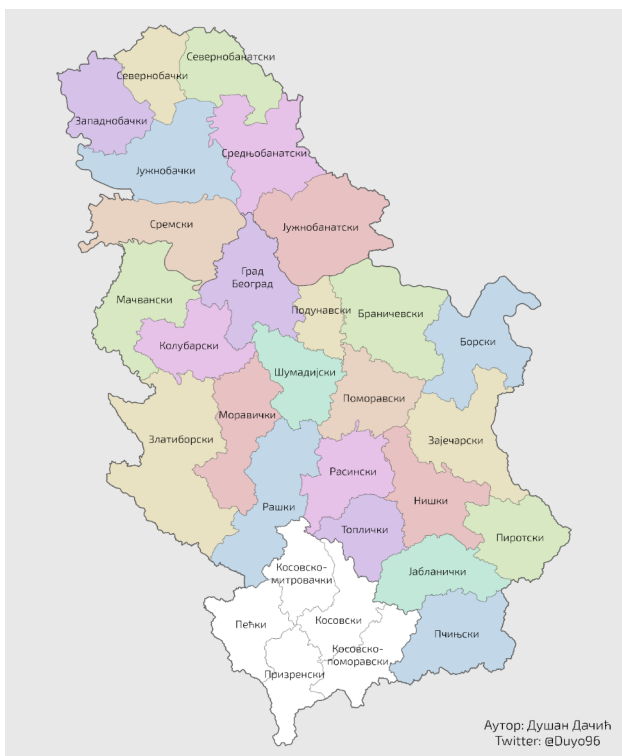 Севернобанатски
Севернобачки
Западнобачки
Средњобанатски
Јужнобачки
Сремски
Јужнобанатски
Град
Београд
Мачвански
Подунавски
Браничевски
Борски
Колубарски
Шумадијски
Поморавски
Моравички
Златиборски
Зајечарски
Расински
Нишки
Рашки
Топлички
Пиротски
Јабланички
Косовско-
митровачки
Пећки
Косовски
Пчињски
Косовско-
поморавски
Призренски
Аутор: Душан Дачић
Twitter: @Duyo96